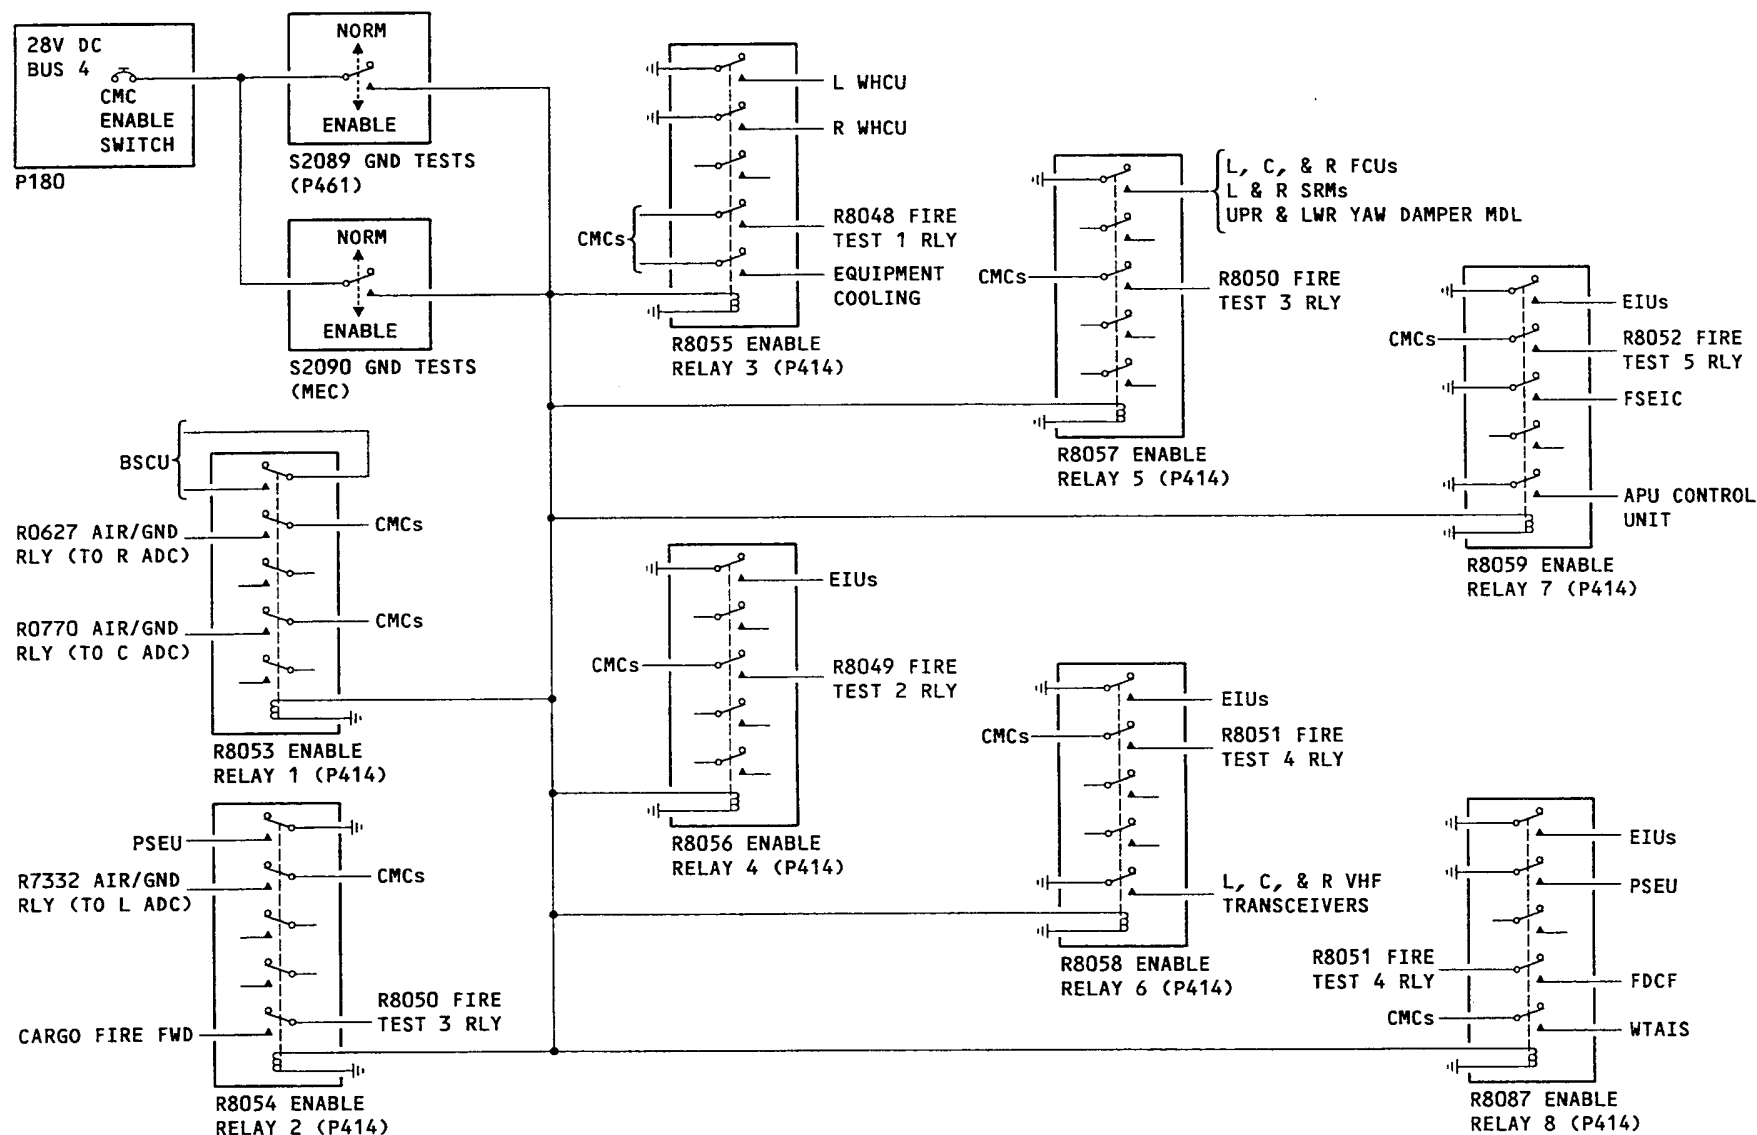 28V DC
BUS 4
CMC
ENABLE
SWITCH
P180
NORM
ENABLE
S2089 GND TESTS
(P461)
NORM
ENABLE
S2090 GND TESTS
(MEC)
L WHCU
R WHCU
CMCs
R8048 FIRE
TEST 1 RLY
EQUIPMENT
COOLING
R8055 ENABLE
RELAY 3 (P414)
L, C, & R FCUs
L & R SRMs
UPR & LWR YAW DAMPER MDL
CMCs
R8050 FIRE
TEST 3 RLY
R8057 ENABLE
RELAY 5 (P414)
EIUs
CMCs
R8052 FIRE
TEST 5 RLY
FSEIC
APU CONTROL
UNIT
R8059 ENABLE
RELAY 7 (P414)
BSCU
R0627 AIR/GND
RLY (TO R ADC)
CMCs
R0770 AIR/GND
RLY (TO C ADC)
CMCs
R8053 ENABLE
RELAY 1 (P414)
EIUs
CMCs
R8049 FIRE
TEST 2 RLY
R8056 ENABLE
RELAY 4 (P414)
EIUs
CMCs
R8051 FIRE
TEST 4 RLY
L, C, & R VHF
TRANSCEIVERS
R8058 ENABLE
RELAY 6 (P414)
PSEU
R7332 AIR/GND
RLY (TO L ADC)
CMCs
R8050 FIRE
TEST 3 RLY
CARGO FIRE FWD
R8054 ENABLE
RELAY 2 (P414)
EIUs
PSEU
R8051 FIRE
TEST 4 RLY
FDCF
CMCs
WTAIS
R8087 ENABLE
RELAY 8 (P414)